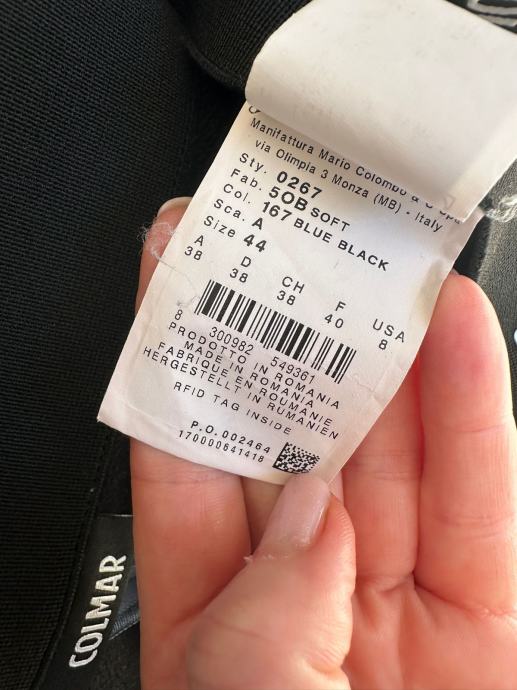 Manifattura Mario Colombo &
via Olimpia 3 Monza (MB) - Italy
Sty. 0267
Fab. 5OB SOFT
Col. 167 BLUE BLACK
Sca. A
Size 44
A D CH F USA
38 38 38 40 8
8 300982 549361
PRODOTTO IN ROMANIA
MADE IN ROMANIA
FABRIQUE EN ROUMANIE
HERGESTELLT IN RUMANIEN
RFID TAG INSIDE
P.O. 002464
170000641418
COLMAR